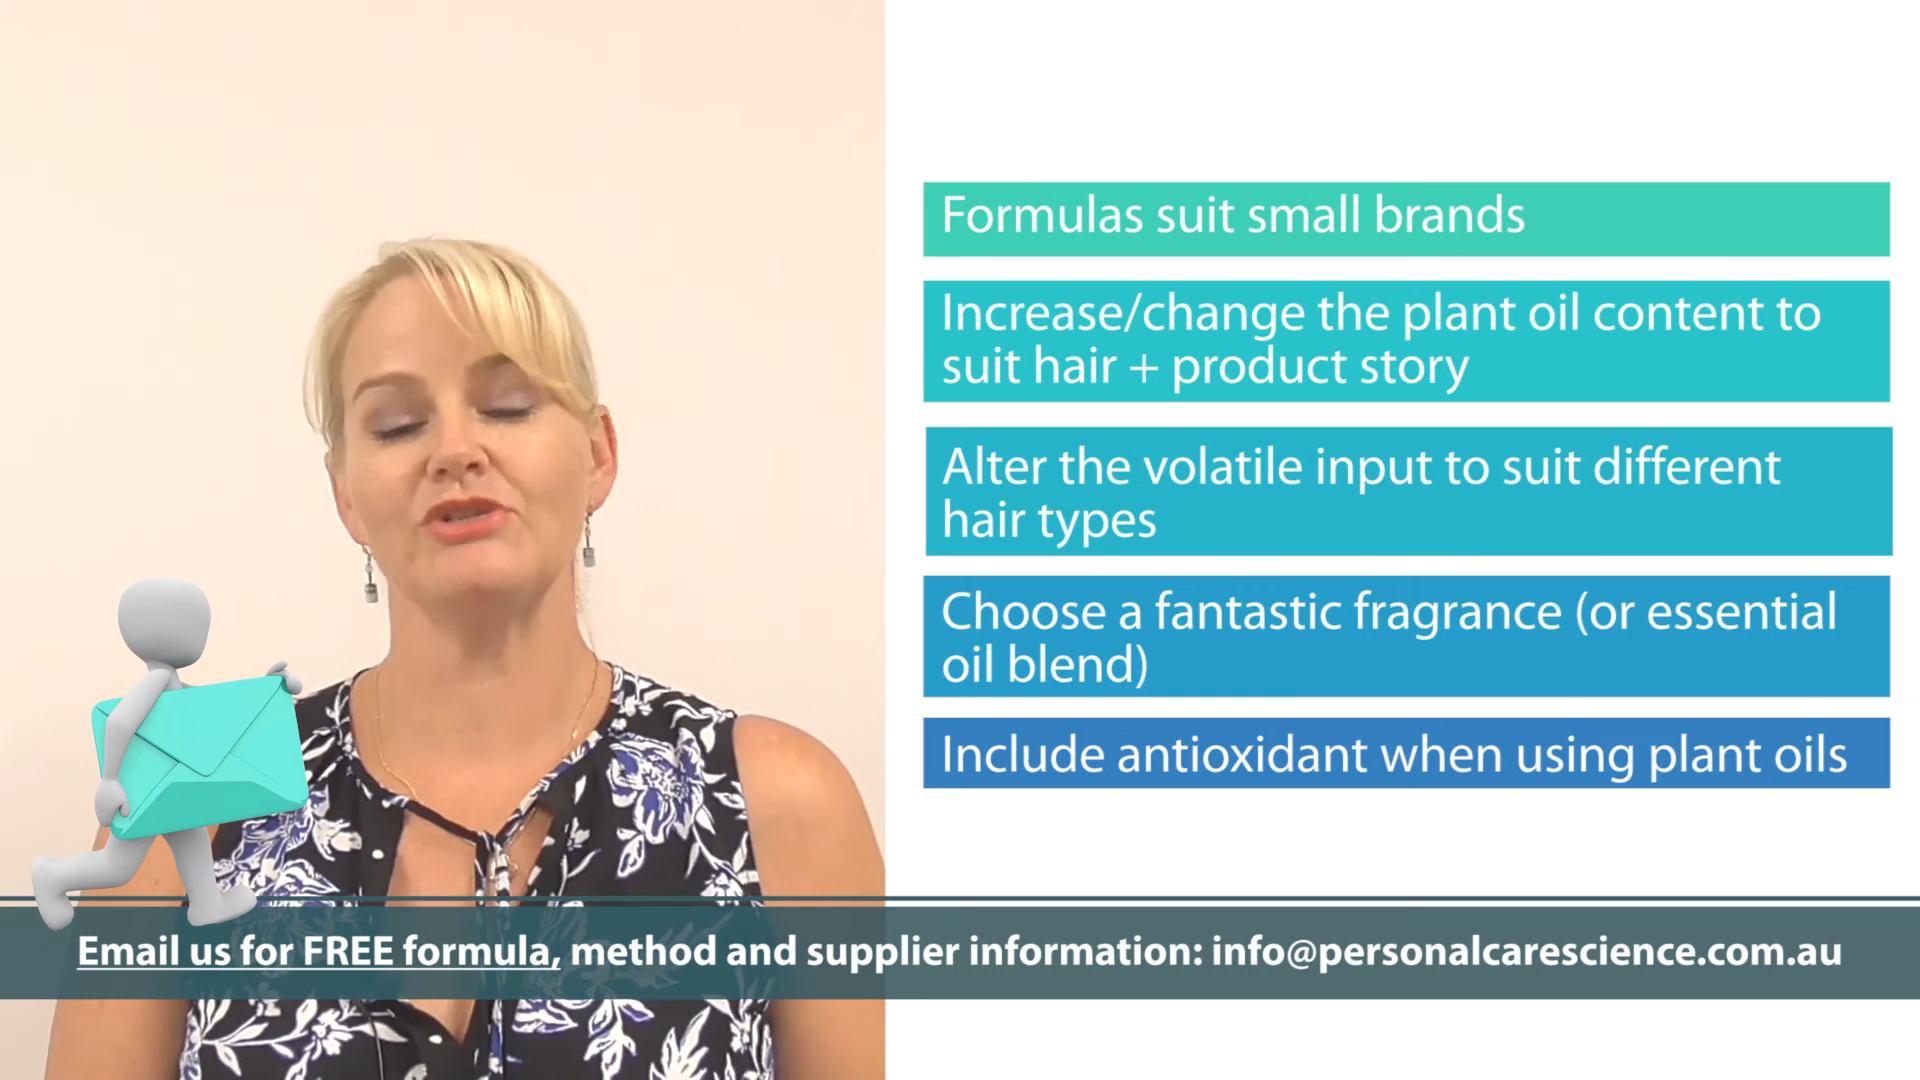 Formulas suit small brands
Increase/change the plant oil content to
suit hair + product story
Alter the volatile input to suit different
hair types
Choose a fantastic fragrance (or essential
oil blend)
Include antioxidant when using plant oils
Email us for FREE formula, method and supplier information: info@personalcarescience.com.au